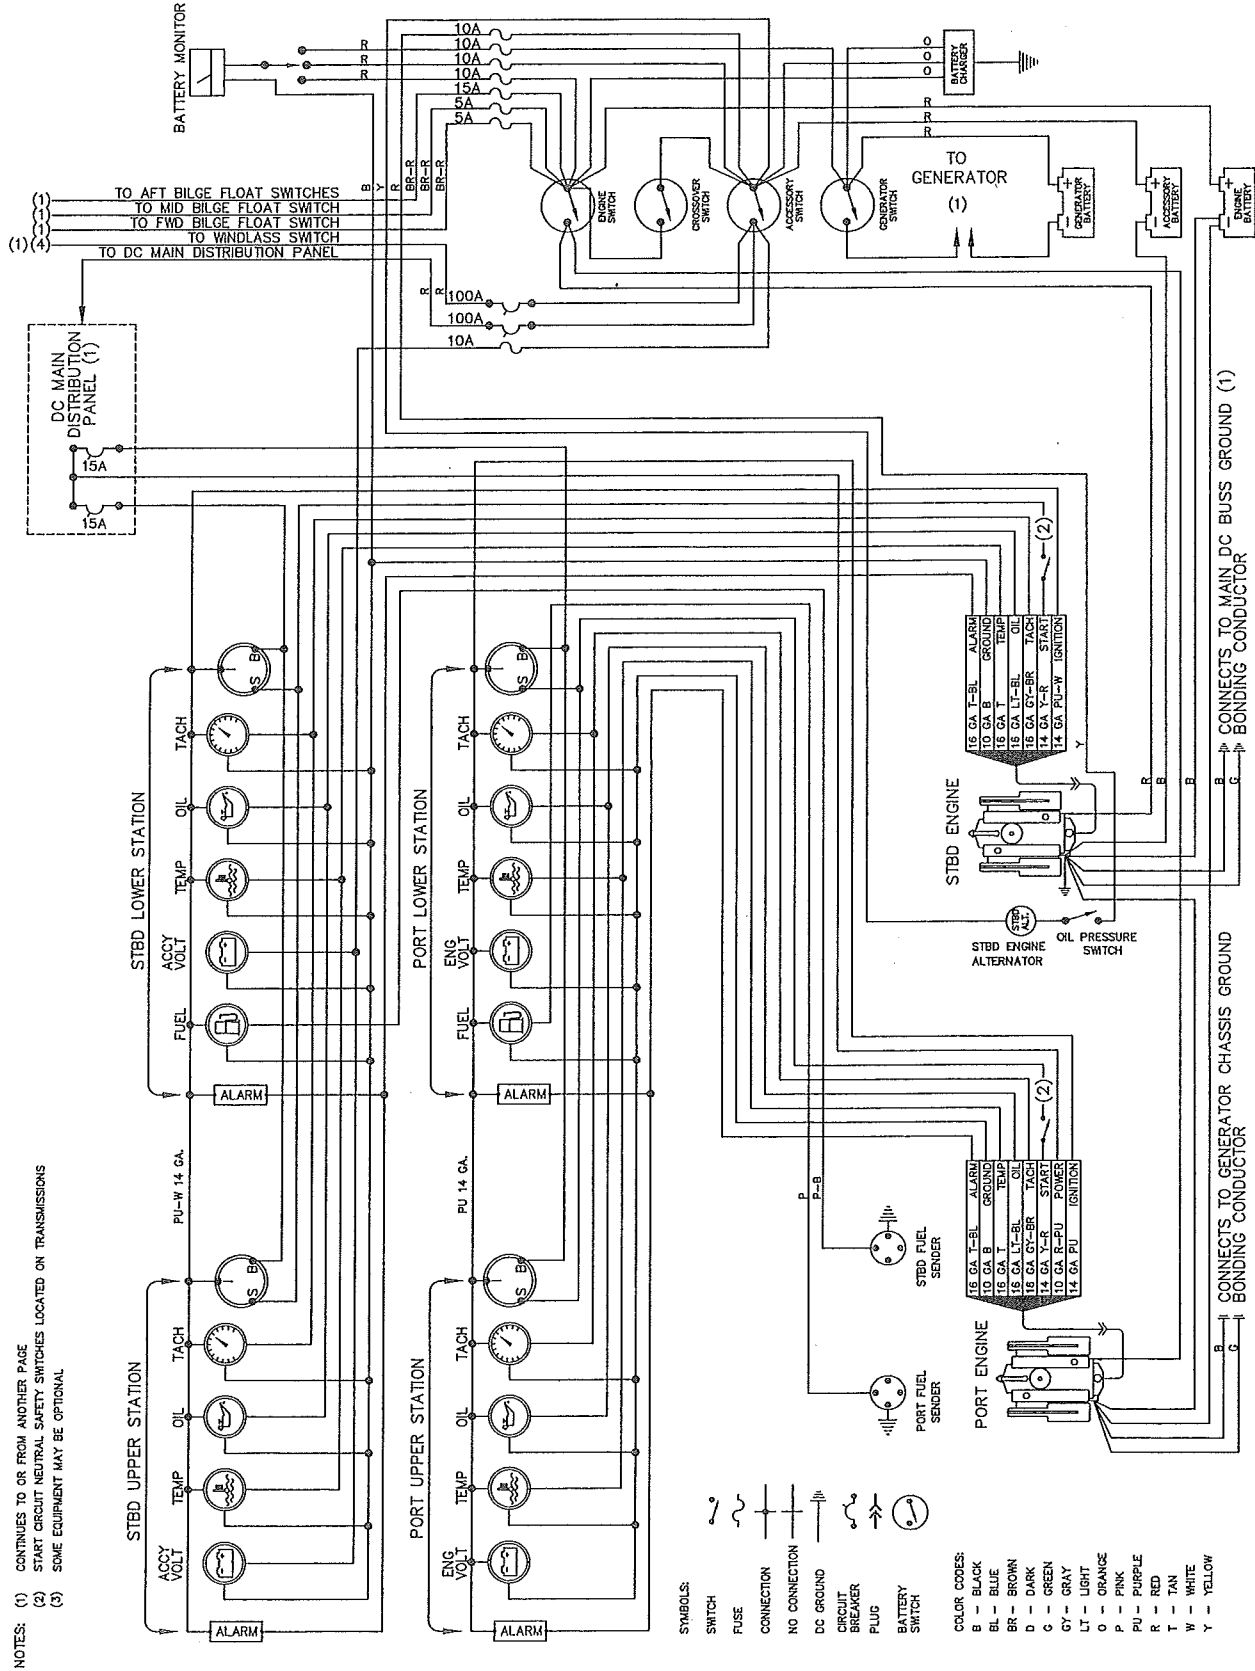 BATTERY MONITOR
10A
R
10A
R
10A
R
10A
15A
5A
5A
O
O
O
BATTERY
CHARGER
R
R
R
TO AFT BILGE FLOAT SWITCHES
(1)
TO MID BILGE FLOAT SWITCH
(1)
TO FWD BILGE FLOAT SWITCH
(1)
TO WINDLASS SWITCH
(1)(4)
TO DC MAIN DISTRIBUTION PANEL
B
Y
R
BR-R
BR-R
BR-R
ENGINE
SWITCH
CROSSOVER
SWITCH
ACCESSORY
SWITCH
GENERATOR
SWITCH
TO
GENERATOR
(1)
GENERATOR
BATTERY
+
-
ACCESSORY
BATTERY
+
-
ENGINE
BATTERY
+
-
R
R
100A
100A
10A
DC MAIN
DISTRIBUTION
PANEL (1)
15A
15A
STBD LOWER STATION
TACH
OIL
TEMP
ACCY
VOLT
FUEL
ALARM
I
B
S
PORT LOWER STATION
TACH
OIL
TEMP
ENG
VOLT
FUEL
ALARM
I
B
S
(2)
16 GA T-BL ALARM
10 GA B GROUND
16 GA T TEMP
16 GA LT-BL OIL
16 GA GY-BR TACH
14 GA Y-R START
14 GA PU-W IGNITION
Y
STBD ENGINE
R
B
B
B
G
CONNECTS TO MAIN DC BUSS GROUND (1)
BONDING CONDUCTOR
STBD
ALT.
STBD ENGINE
ALTERNATOR
OIL PRESSURE
SWITCH
PU-W 14 GA.
PU 14 GA.
STBD UPPER STATION
TACH
OIL
TEMP
ACCY
VOLT
ALARM
I
B
S
PORT UPPER STATION
TACH
OIL
TEMP
ENG
VOLT
ALARM
I
B
S
P
P-B
STBD FUEL
SENDER
PORT FUEL
SENDER
(2)
16 GA T-BL ALARM
10 GA B GROUND
16 GA T TEMP
16 GA LT-BL OIL
18 GA GY-BR TACH
14 GA Y-R START
10 GA R-PU POWER
14 GA PU IGNITION
PORT ENGINE
B
G
CONNECTS TO GENERATOR CHASSIS GROUND
BONDING CONDUCTOR
NOTES: (1) CONTINUES TO OR FROM ANOTHER PAGE
(2) START CIRCUIT NEUTRAL SAFETY SWITCHES LOCATED ON TRANSMISSIONS
(3) SOME EQUIPMENT MAY BE OPTIONAL
SYMBOLS:
SWITCH
FUSE
CONNECTION
NO CONNECTION
DC GROUND
CIRCUIT
BREAKER
PLUG
BATTERY
SWITCH
COLOR CODES:
B - BLACK
BL - BLUE
BR - BROWN
D - DARK
G - GREEN
GY - GRAY
LT - LIGHT
O - ORANGE
P - PINK
PU - PURPLE
R - RED
T - TAN
W - WHITE
Y - YELLOW